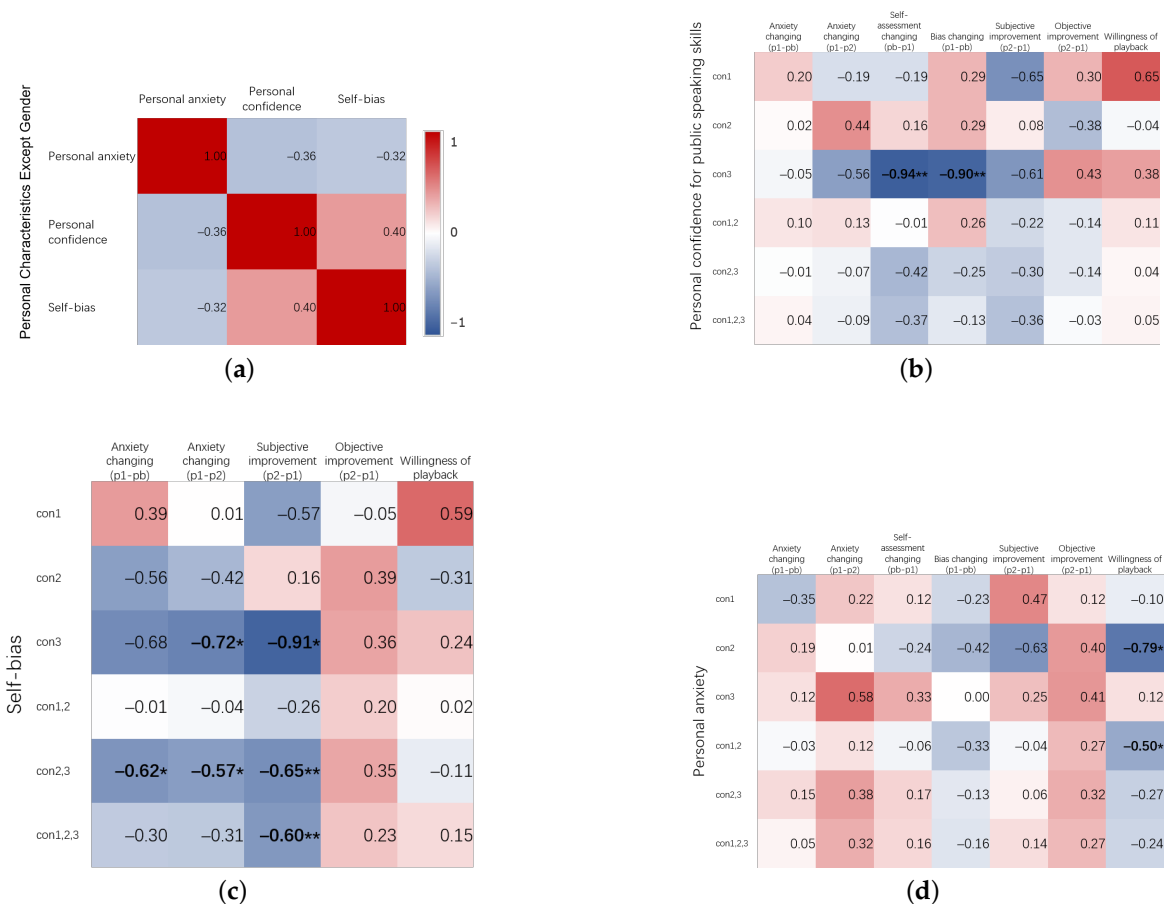 Personal Characteristics Except Gender
Personal anxiety Personal confidence Self-bias
Personal anxiety 1.00 −0.36 −0.32
Personal confidence −0.36 1.00 0.40
Self-bias −0.32 0.40 1.00
1
0
−1
(a)
Personal confidence for public speaking skills
Anxiety changing (p1-pb) Anxiety changing (p1-p2) Self-assessment changing (pb-p1) Bias changing (p1-pb) Subjective improvement (p2-p1) Objective improvement (p2-p1) Willingness of playback
con1 0.20 −0.19 −0.19 0.29 −0.65 0.30 0.65
con2 0.02 0.44 0.16 0.29 0.08 −0.38 −0.04
con3 −0.05 −0.56 −0.94** −0.90** −0.61 0.43 0.38
con1,2 0.10 0.13 −0.01 0.26 −0.22 −0.14 0.11
con2,3 −0.01 −0.07 −0.42 −0.25 −0.30 −0.14 0.04
con1,2,3 0.04 −0.09 −0.37 −0.13 −0.36 −0.03 0.05
(b)
Self-bias
Anxiety changing (p1-pb) Anxiety changing (p1-p2) Subjective improvement (p2-p1) Objective improvement (p2-p1) Willingness of playback
con1 0.39 0.01 −0.57 −0.05 0.59
con2 −0.56 −0.42 0.16 0.39 −0.31
con3 −0.68 −0.72* −0.91* 0.36 0.24
con1,2 −0.01 −0.04 −0.26 0.20 0.02
con2,3 −0.62* −0.57* −0.65** 0.35 −0.11
con1,2,3 −0.30 −0.31 −0.60** 0.23 0.15
(c)
Personal anxiety
Anxiety changing (p1-pb) Anxiety changing (p1-p2) Self-assessment changing (pb-p1) Bias changing (p1-pb) Subjective improvement (p2-p1) Objective improvement (p2-p1) Willingness of playback
con1 −0.35 0.22 0.12 −0.23 0.47 0.12 −0.10
con2 0.19 0.01 −0.24 −0.42 −0.63 0.40 −0.79*
con3 0.12 0.58 0.33 0.00 0.25 0.41 0.12
con1,2 −0.03 0.12 −0.06 −0.33 −0.04 0.27 −0.50*
con2,3 0.15 0.38 0.17 −0.13 0.06 0.32 −0.27
con1,2,3 0.05 0.32 0.16 −0.16 0.14 0.27 −0.24
(d)